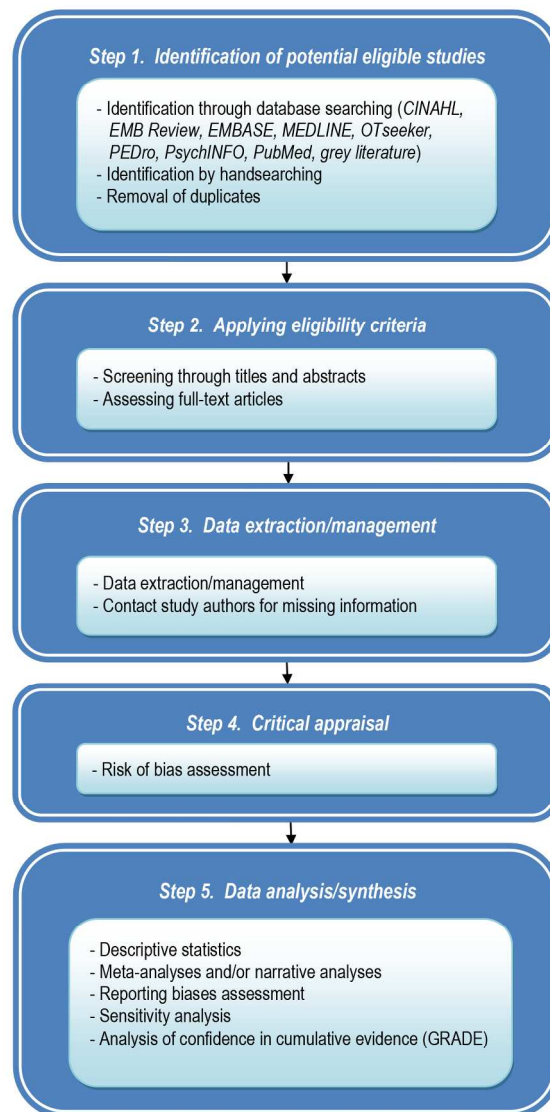 Step 1. Identification of potential eligible studies
- Identification through database searching (CINAHL,
EMB Review, EMBASE, MEDLINE, OTseeker,
PEDro, PsychINFO, PubMed, grey literature)
- Identification by handsearching
- Removal of duplicates
Step 2. Applying eligibility criteria
- Screening through titles and abstracts
- Assessing full-text articles
Step 3. Data extraction/management
- Data extraction/management
- Contact study authors for missing information
Step 4. Critical appraisal
- Risk of bias assessment
Step 5. Data analysis/synthesis
- Descriptive statistics
- Meta-analyses and/or narrative analyses
- Reporting biases assessment
- Sensitivity analysis
- Analysis of confidence in cumulative evidence (GRADE)